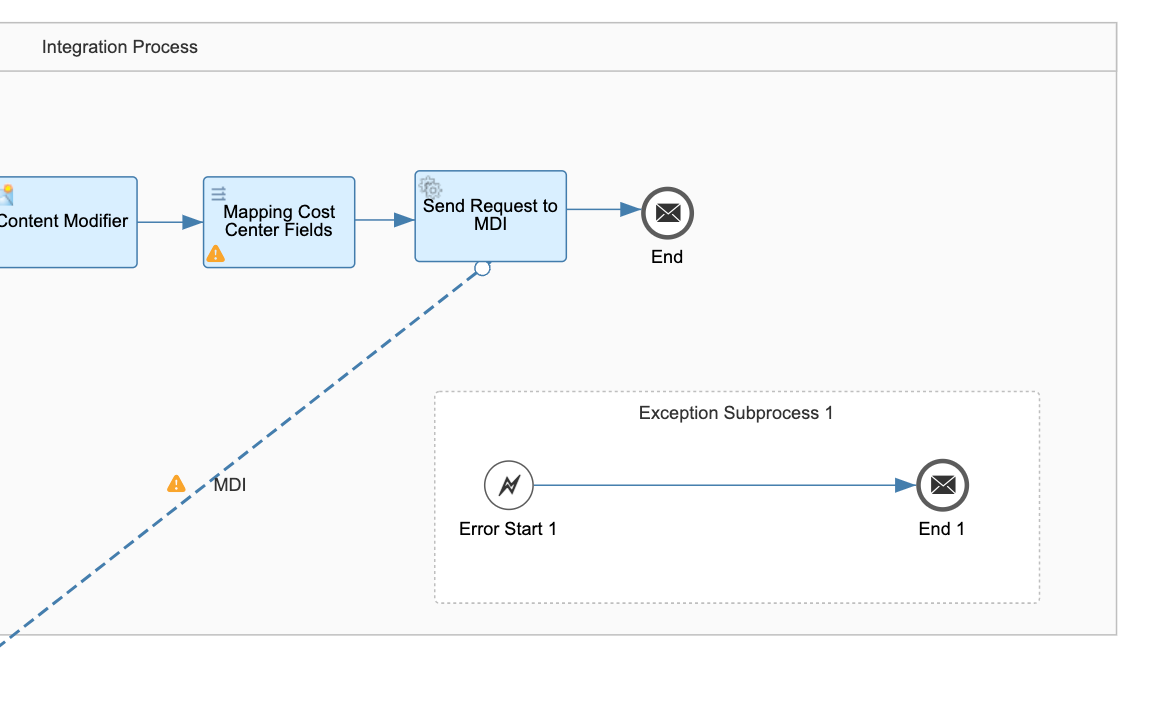 Integration Process
Content Modifier
Mapping Cost
Center Fields
Send Request to
MDI
End
MDI
Exception Subprocess 1
Error Start 1
End 1